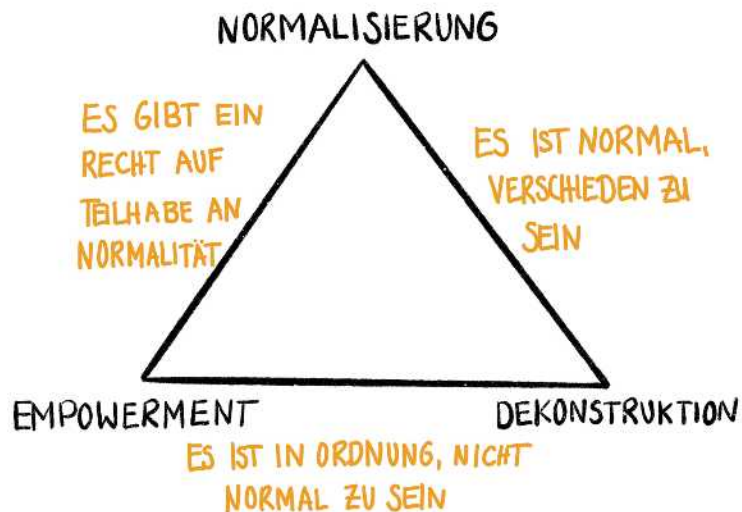 NORMALISIERUNG
ES GIBT EIN
RECHT AUF
TEILHABE AN
NORMALITÄT
ES IST NORMAL,
VERSCHIEDEN ZU
SEIN
EMPOWERMENT
DEKONSTRUKTION
ES IST IN ORDNUNG, NICHT
NORMAL ZU SEIN